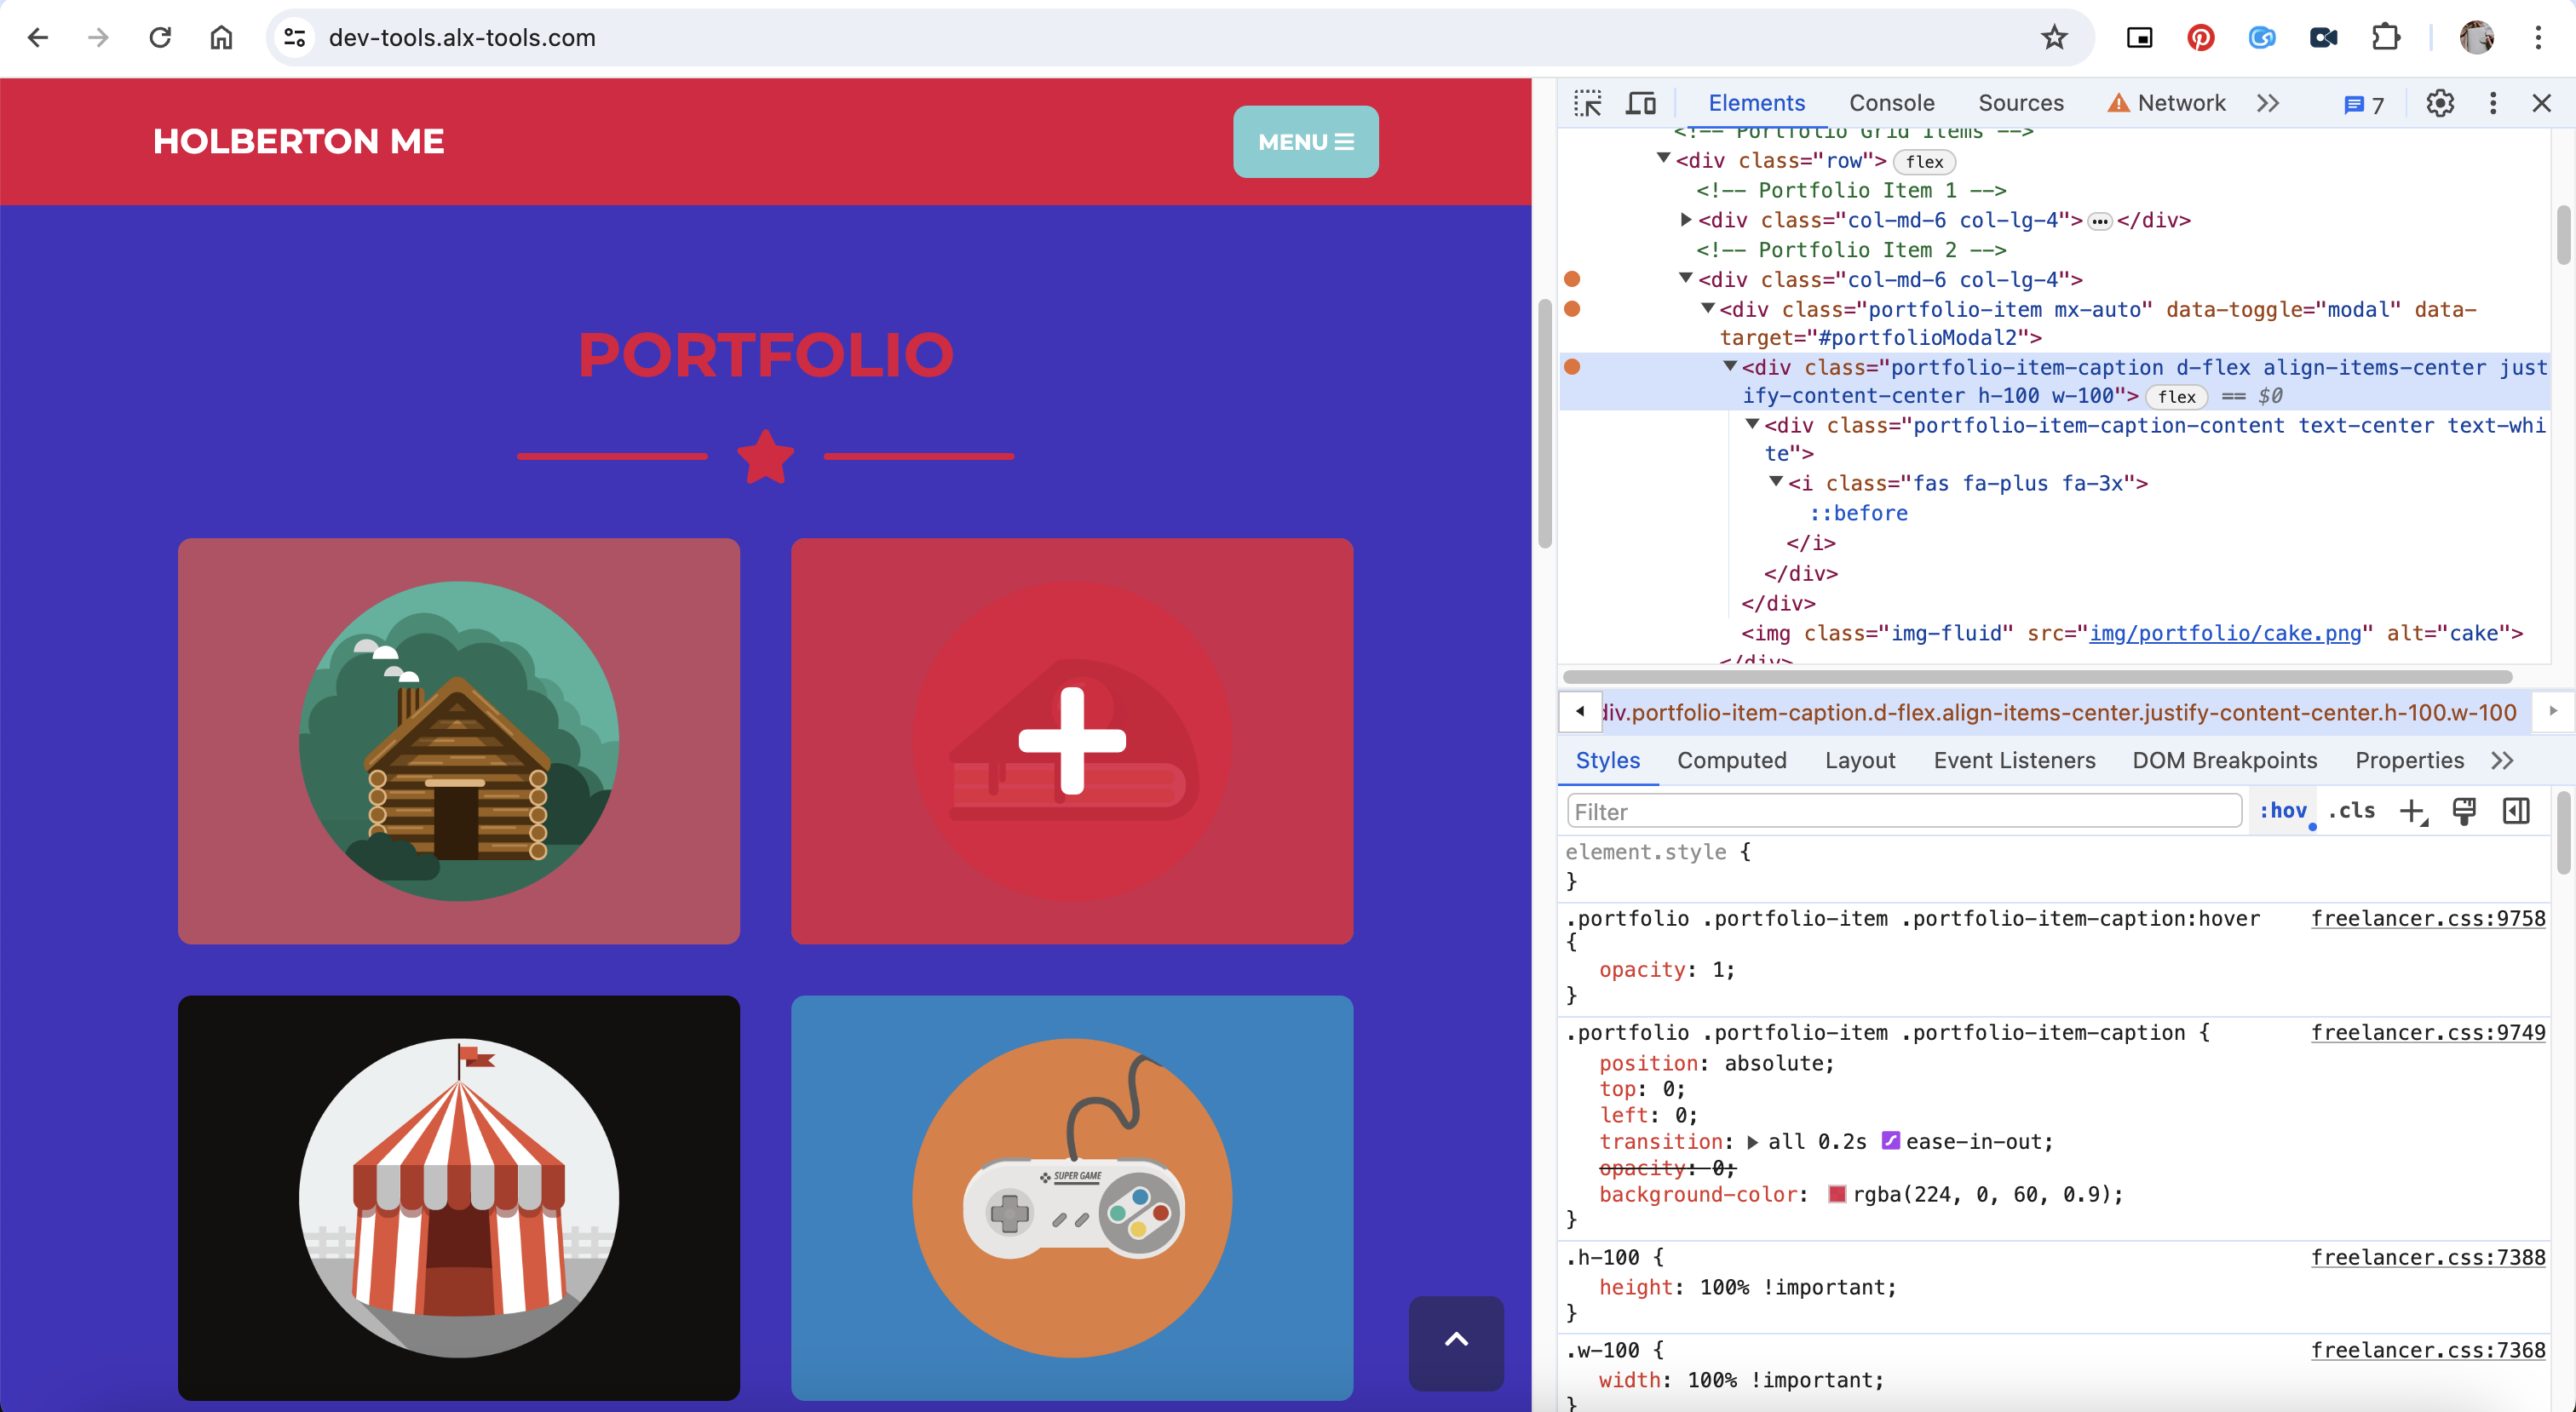 dev-tools.alx-tools.com
HOLBERTON ME
MENU
PORTFOLIO
SUPER GAME
Elements Console Sources Network 7
<!-- Portfolio Grid Items -->
<div class="row"> flex
<!-- Portfolio Item 1 -->
<div class="col-md-6 col-lg-4"> … </div>
<!-- Portfolio Item 2 -->
<div class="col-md-6 col-lg-4">
<div class="portfolio-item mx-auto" data-toggle="modal" data-
target="#portfolioModal2">
<div class="portfolio-item-caption d-flex align-items-center just
ify-content-center h-100 w-100"> flex == $0
<div class="portfolio-item-caption-content text-center text-whi
te">
<i class="fas fa-plus fa-3x">
::before
</i>
</div>
</div>
<img class="img-fluid" src="img/portfolio/cake.png" alt="cake">
</div>
div.portfolio-item-caption.d-flex.align-items-center.justify-content-center.h-100.w-100
Styles Computed Layout Event Listeners DOM Breakpoints Properties
Filter :hov .cls
element.style {
}
.portfolio .portfolio-item .portfolio-item-caption:hover freelancer.css:9758
{
opacity: 1;
}
.portfolio .portfolio-item .portfolio-item-caption { freelancer.css:9749
position: absolute;
top: 0;
left: 0;
transition: all 0.2s ease-in-out;
opacity: 0;
background-color: rgba(224, 0, 60, 0.9);
}
.h-100 { freelancer.css:7388
height: 100% !important;
}
.w-100 { freelancer.css:7368
width: 100% !important;
}